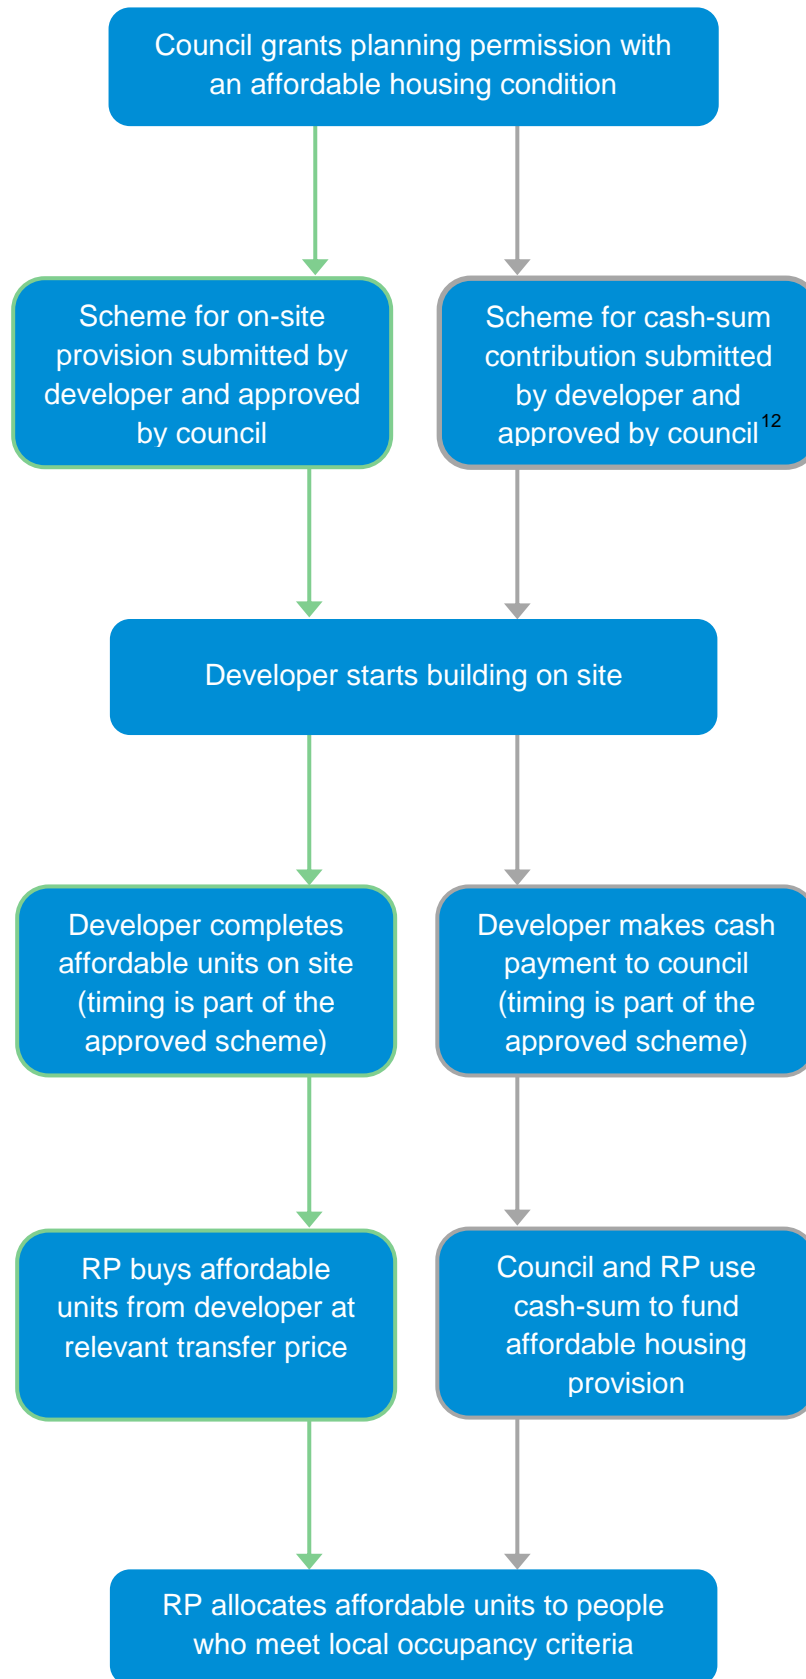 Council grants planning permission with
an affordable housing condition
Scheme for on-site
provision submitted by
developer and approved
by council
Scheme for cash-sum
contribution submitted
by developer and
approved by council12
Developer starts building on site
Developer completes
affordable units on site
(timing is part of the
approved scheme)
Developer makes cash
payment to council
(timing is part of the
approved scheme)
RP buys affordable
units from developer at
relevant transfer price
Council and RP use
cash-sum to fund
affordable housing
provision
RP allocates affordable units to people
who meet local occupancy criteria